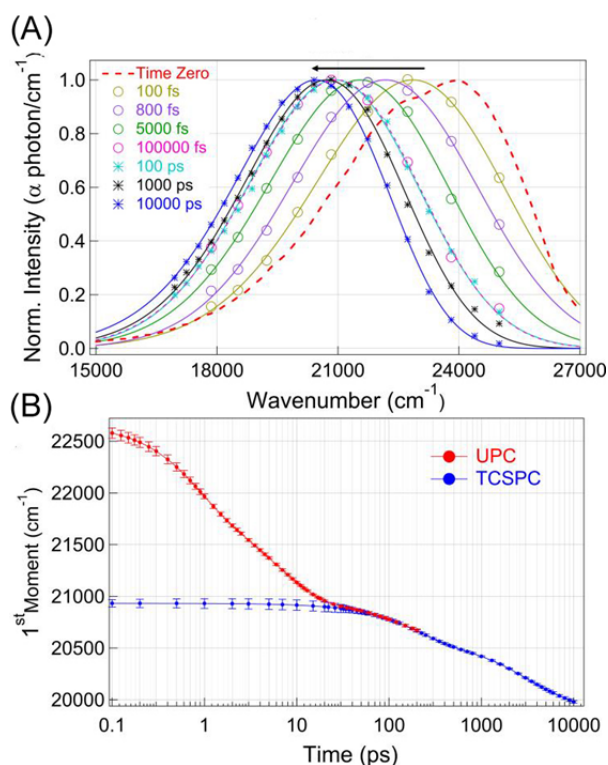 (A)
1.0
0.8
0.6
0.4
0.2
0.0
Norm. Intensity (α photon/cm⁻¹)
Time Zero
100 fs
800 fs
5000 fs
100000 fs
100 ps
1000 ps
10000 ps
15000 18000 21000 24000 27000
Wavenumber (cm⁻¹)
(B)
22500
22000
21500
21000
20500
20000
1ˢᵗMoment (cm⁻¹)
UPC
TCSPC
0.1 1 10 100 1000 10000
Time (ps)